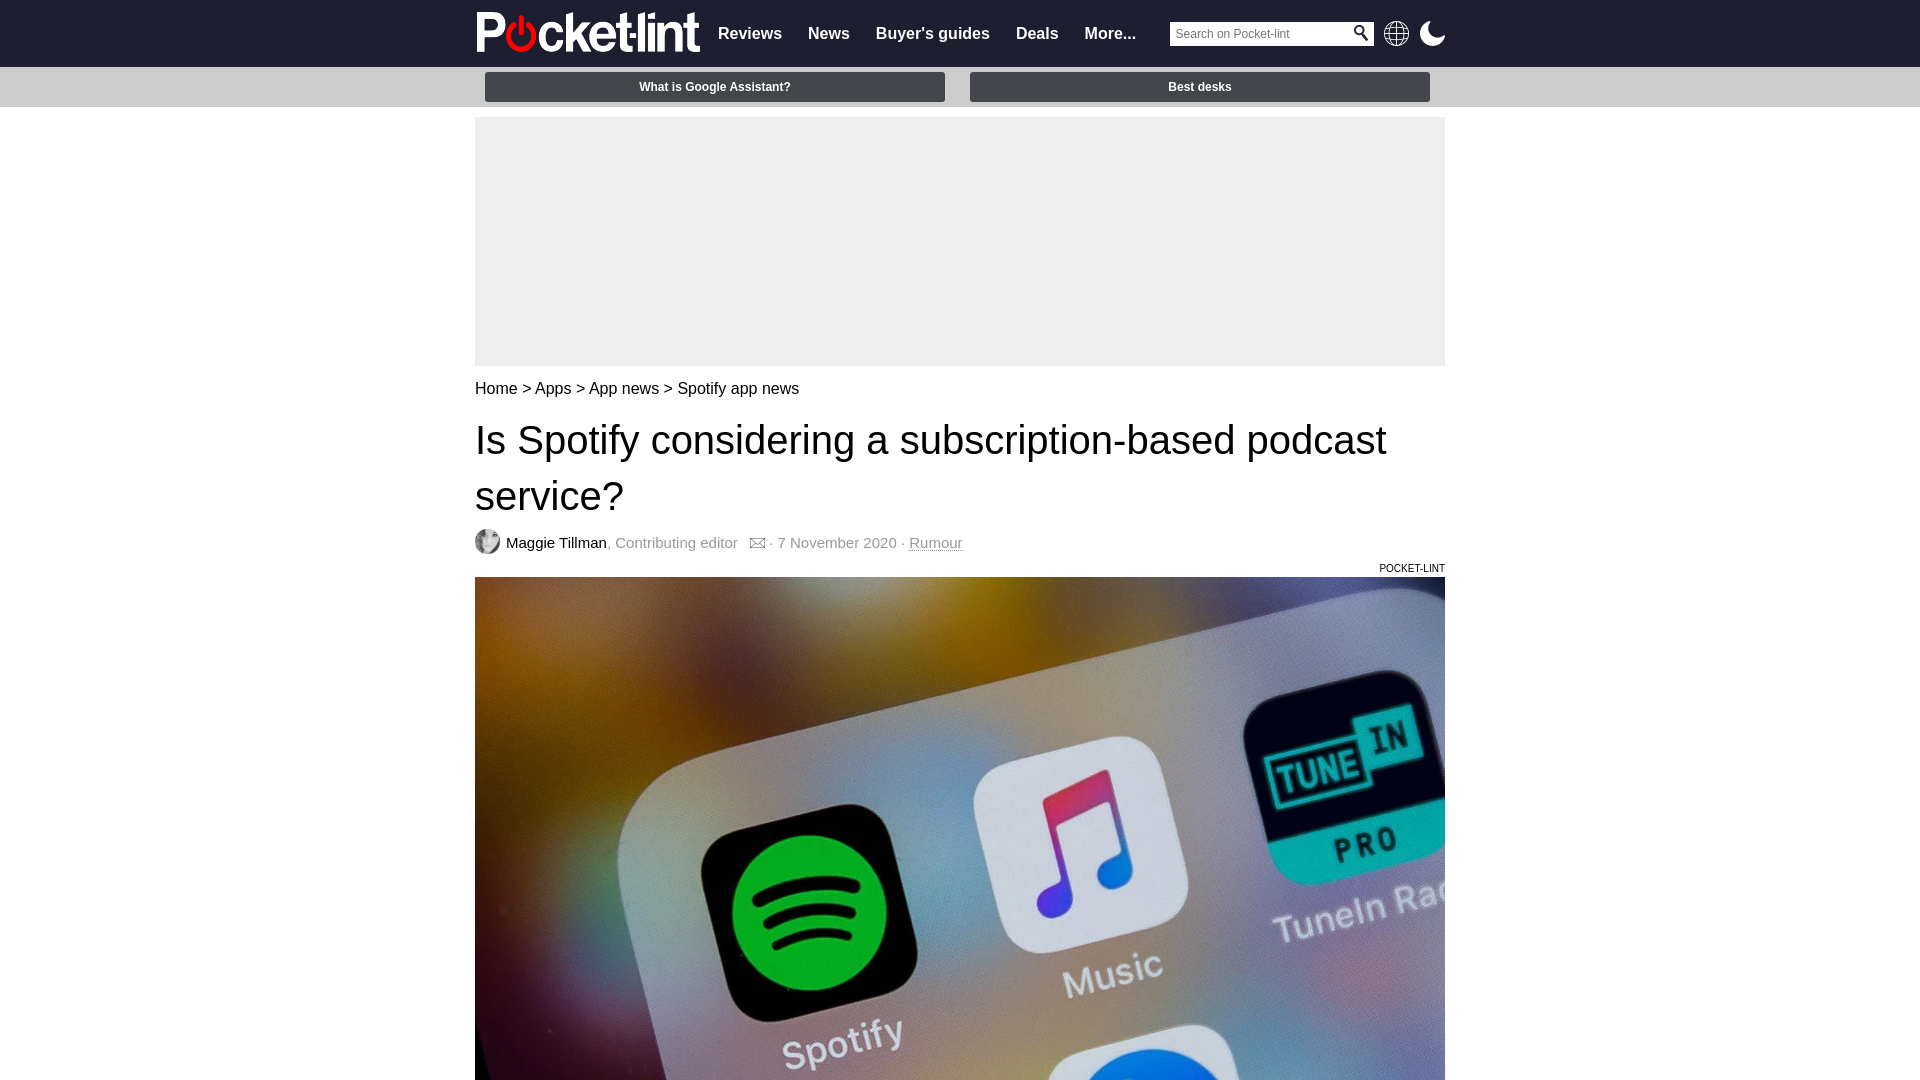 Pocket-lint
Reviews News Buyer's guides Deals More...
Search on Pocket-lint
What is Google Assistant?
Best desks
Home > Apps > App news > Spotify app news
Is Spotify considering a subscription-based podcast
service?
Maggie Tillman, Contributing editor · 7 November 2020 · Rumour
POCKET-LINT
TUNE IN
PRO
TuneIn Rad
Music
Spotify